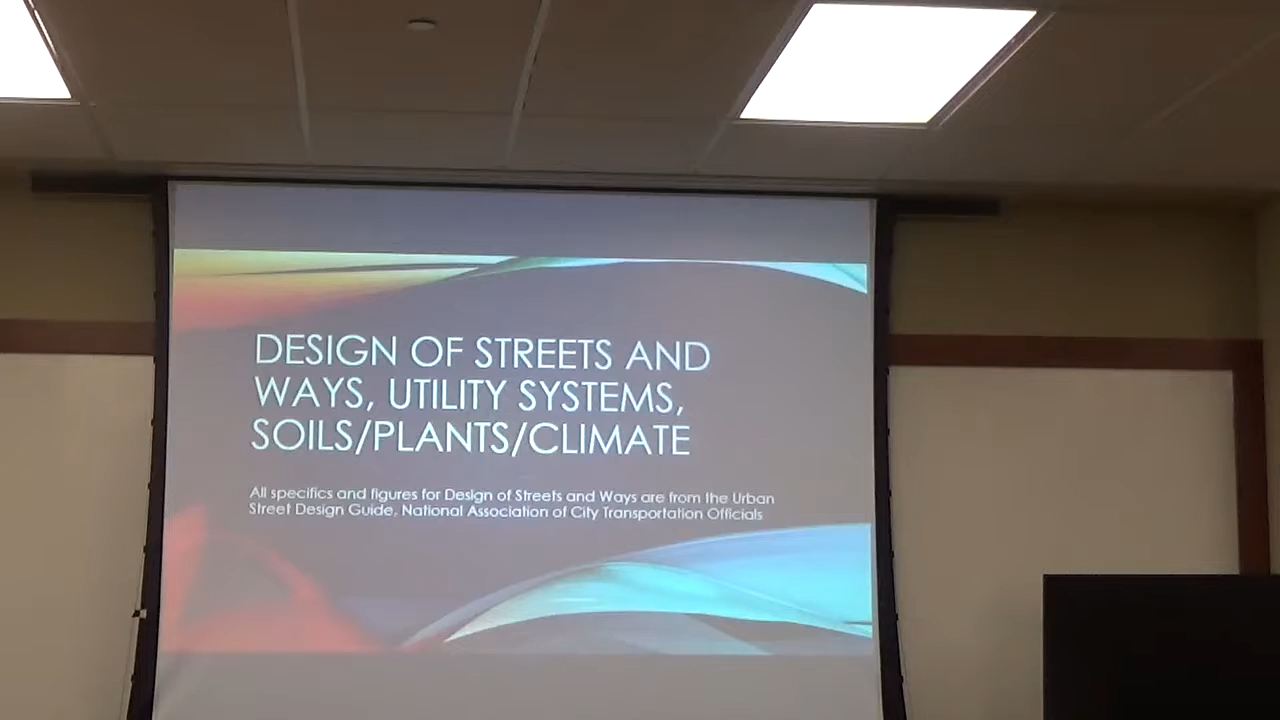 DESIGN OF STREETS AND
WAYS, UTILITY SYSTEMS,
SOILS/PLANTS/CLIMATE
All specifics and figures for Design of Streets and Ways are from the Urban
Street Design Guide, National Association of City Transportation Officials